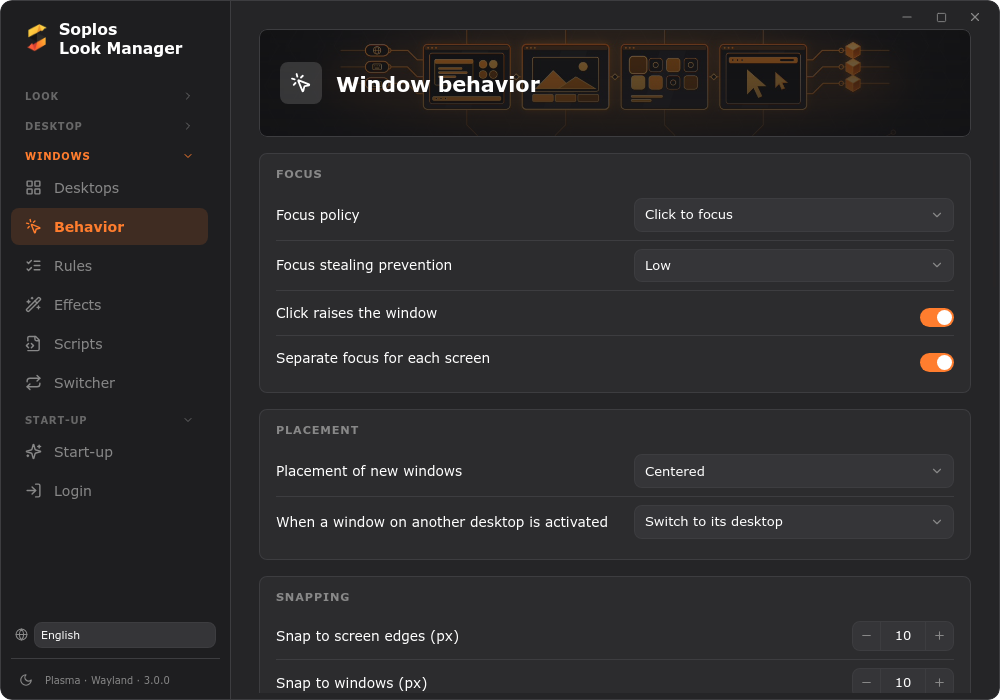 Soplos
Look Manager
LOOK
DESKTOP
WINDOWS
Desktops
Behavior
Rules
Effects
Scripts
Switcher
START-UP
Start-up
Login
English
Plasma · Wayland · 3.0.0
Window behavior
FOCUS
Focus policy
Click to focus
Focus stealing prevention
Low
Click raises the window
Separate focus for each screen
PLACEMENT
Placement of new windows
Centered
When a window on another desktop is activated
Switch to its desktop
SNAPPING
Snap to screen edges (px)
10
Snap to windows (px)
10